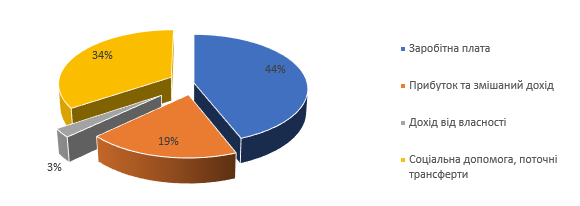 34%
44%
19%
3%
Заробітна плата
Прибуток та змішаний дохід
Дохід від власності
Соціальна допомога, поточні
трансферти